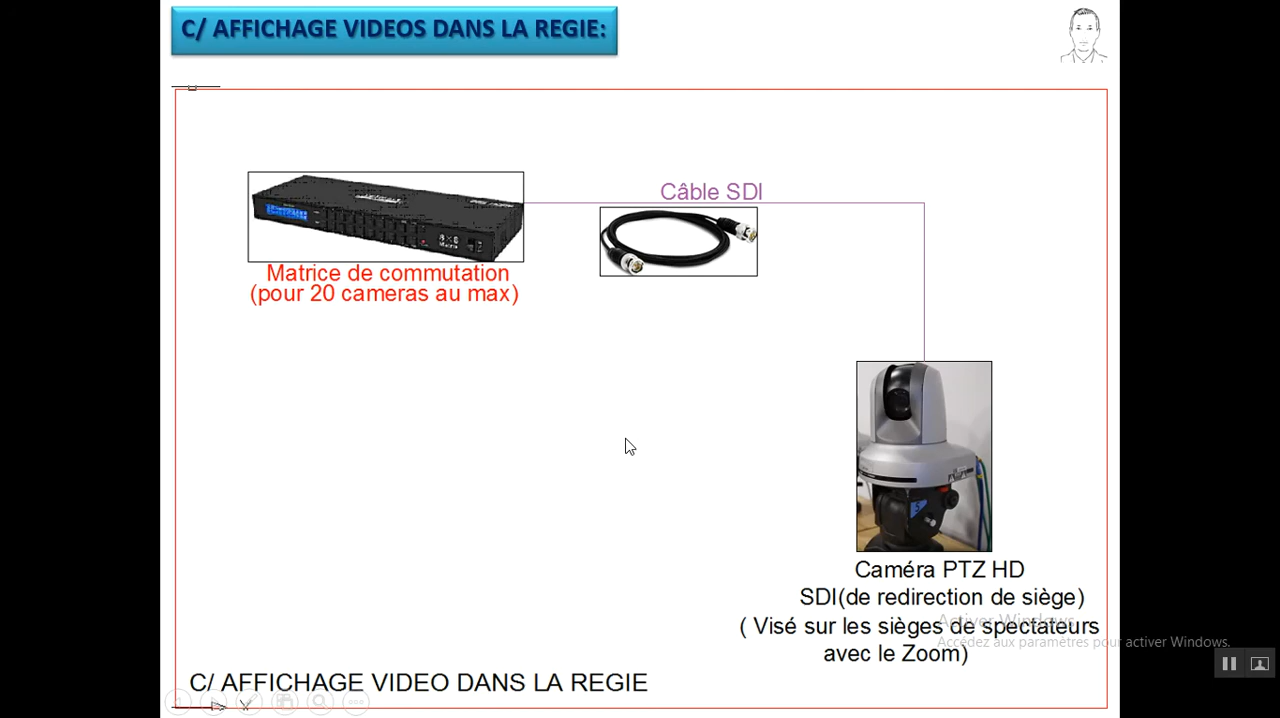 C/ AFFICHAGE VIDEOS DANS LA REGIE:
Câble SDI
Matrice de commutation
(pour 20 cameras au max)
Caméra PTZ HD
SDI(de redirection de siège)
( Visé sur les sièges de spectateurs
avec le Zoom)
Activer Windows
Accédez aux paramètres pour activer Windows.
C/ AFFICHAGE VIDEO DANS LA REGIE